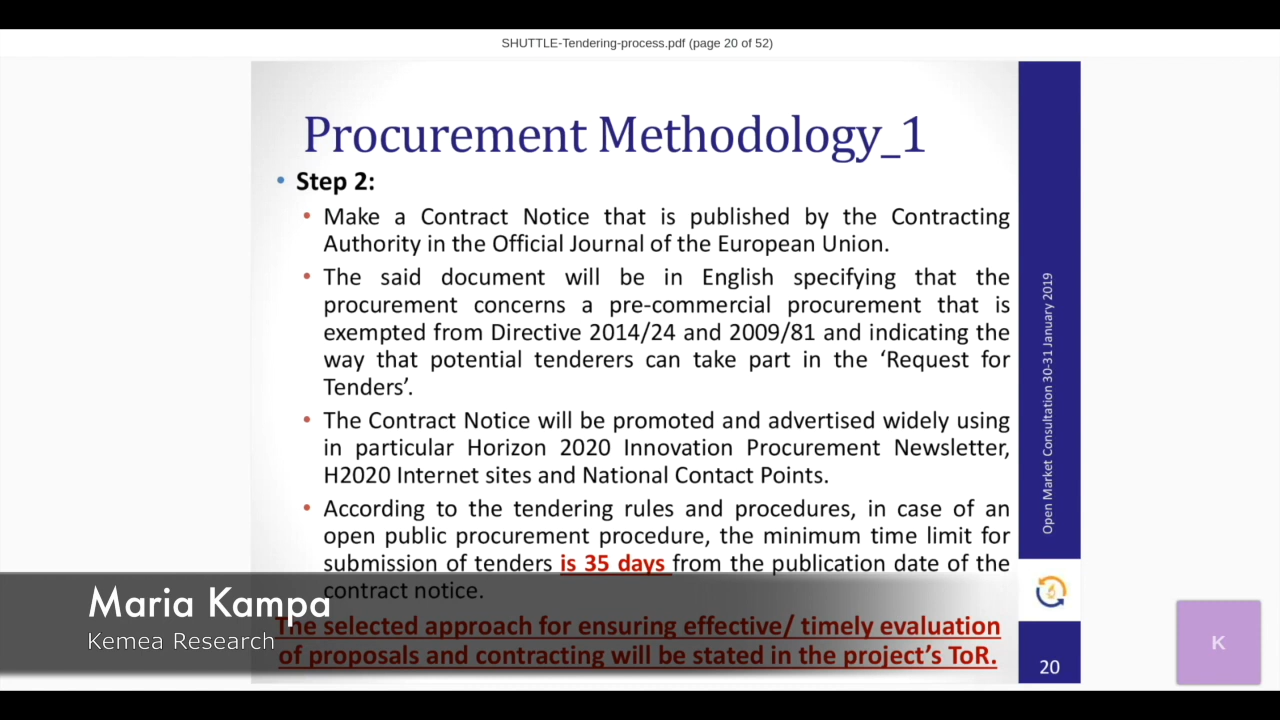 SHUTTLE-Tendering-process.pdf (page 20 of 52)
Procurement Methodology_1
• Step 2:
• Make a Contract Notice that is published by the Contracting
Authority in the Official Journal of the European Union.
• The said document will be in English specifying that the
procurement concerns a pre-commercial procurement that is
exempted from Directive 2014/24 and 2009/81 and indicating the
way that potential tenderers can take part in the ‘Request for
Tenders’.
• The Contract Notice will be promoted and advertised widely using
in particular Horizon 2020 Innovation Procurement Newsletter,
H2020 Internet sites and National Contact Points.
• According to the tendering rules and procedures, in case of an
open public procurement procedure, the minimum time limit for
submission of tenders is 35 days from the publication date of the
contract notice.
The selected approach for ensuring effective/ timely evaluation
of proposals and contracting will be stated in the project’s ToR.
Open Market Consultation 30-31 January 2019
20
Maria Kampa
Kemea Research
K